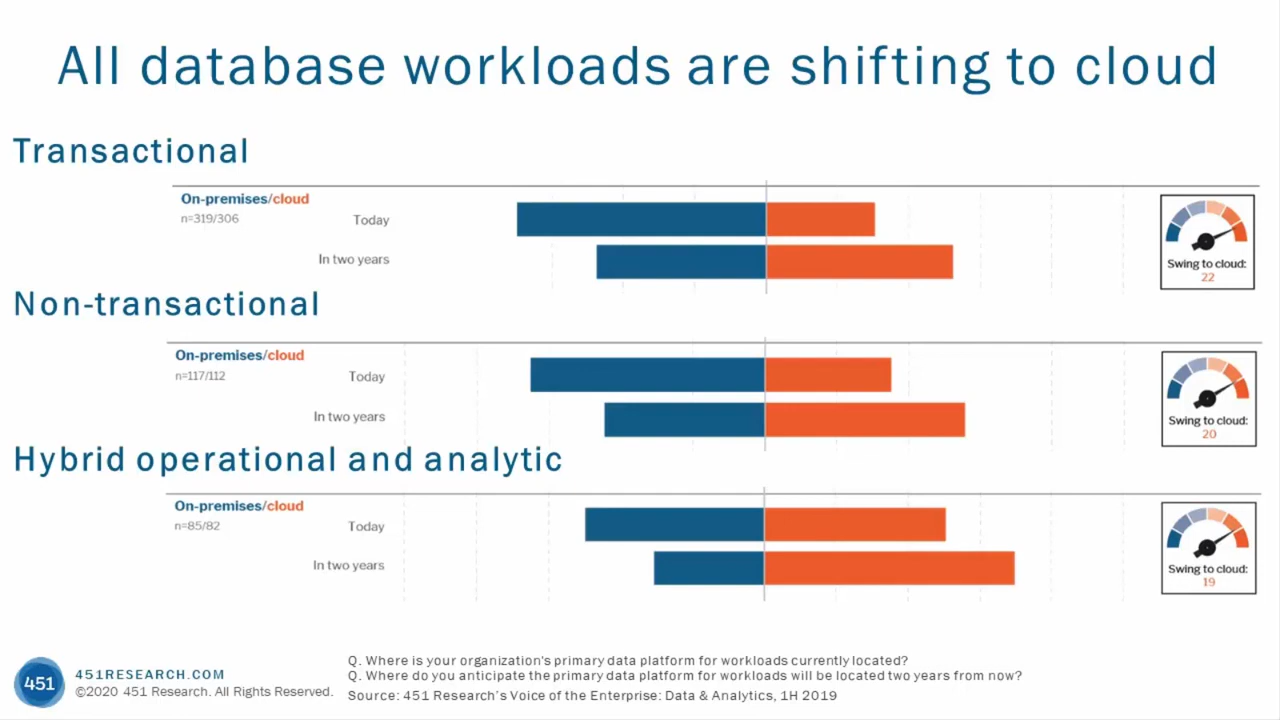 All database workloads are shifting to cloud
Transactional
On-premises/cloud
n=319/306
Today
In two years
Swing to cloud:
22
Non-transactional
On-premises/cloud
n=117/112
Today
In two years
Swing to cloud:
20
Hybrid operational and analytic
On-premises/cloud
n=85/82
Today
In two years
Swing to cloud:
19
451
451RESEARCH.COM
©2020 451 Research. All Rights Reserved.
Q. Where is your organization's primary data platform for workloads currently located?
Q. Where do you anticipate the primary data platform for workloads will be located two years from now?
Source: 451 Research's Voice of the Enterprise: Data & Analytics, 1H 2019